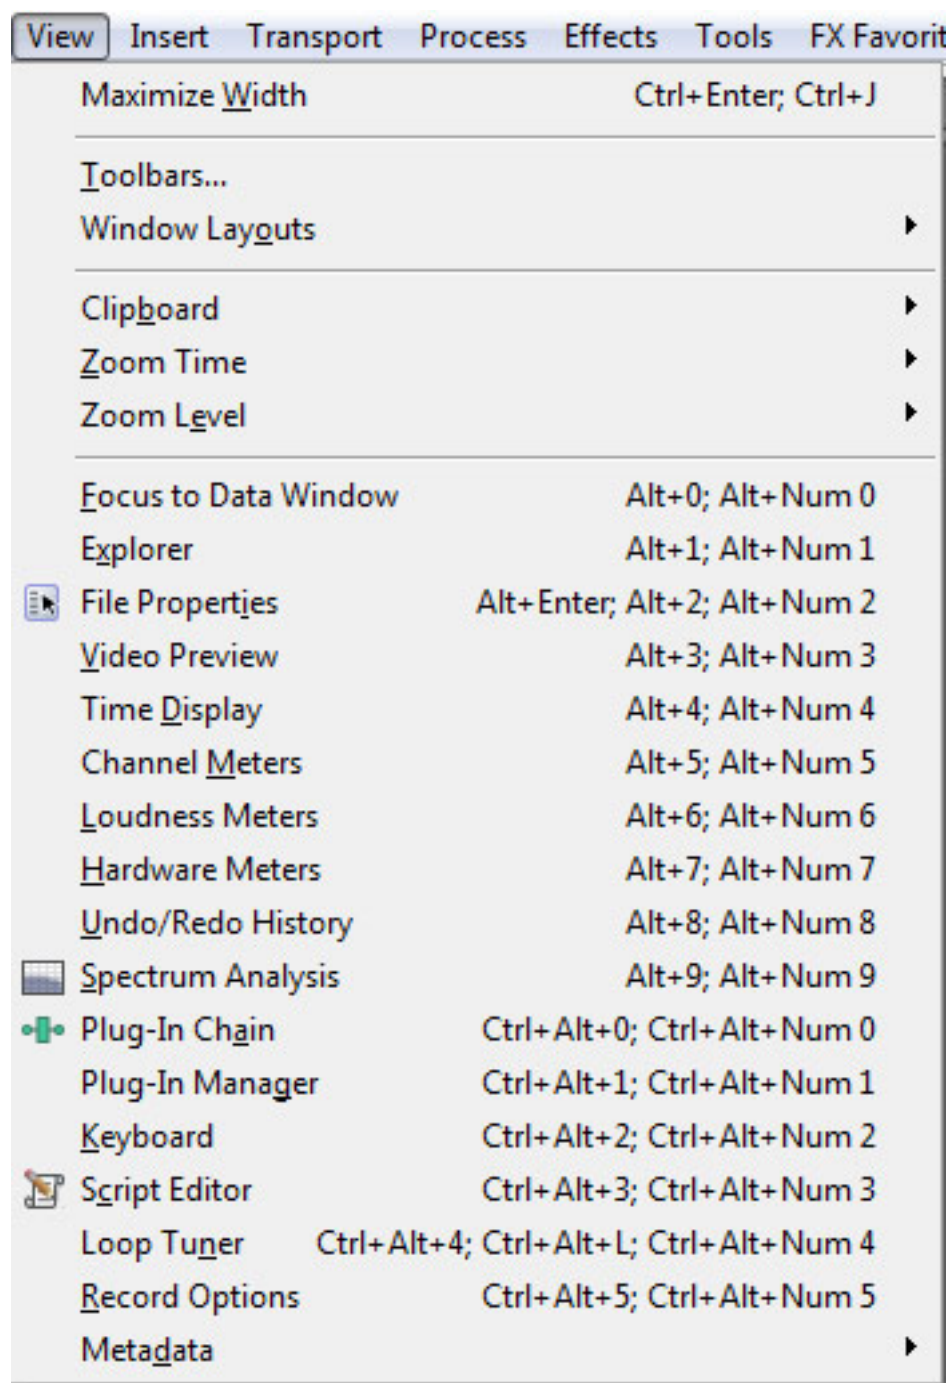 View Insert Transport Process Effects Tools FX Favorit
Maximize Width Ctrl+Enter; Ctrl+J
Toolbars...
Window Layouts
Clipboard
Zoom Time
Zoom Level
Focus to Data Window Alt+0; Alt+Num 0
Explorer Alt+1; Alt+Num 1
File Properties Alt+Enter; Alt+2; Alt+Num 2
Video Preview Alt+3; Alt+Num 3
Time Display Alt+4; Alt+Num 4
Channel Meters Alt+5; Alt+Num 5
Loudness Meters Alt+6; Alt+Num 6
Hardware Meters Alt+7; Alt+Num 7
Undo/Redo History Alt+8; Alt+Num 8
Spectrum Analysis Alt+9; Alt+Num 9
Plug-In Chain Ctrl+Alt+0; Ctrl+Alt+Num 0
Plug-In Manager Ctrl+Alt+1; Ctrl+Alt+Num 1
Keyboard Ctrl+Alt+2; Ctrl+Alt+Num 2
Script Editor Ctrl+Alt+3; Ctrl+Alt+Num 3
Loop Tuner Ctrl+Alt+4; Ctrl+Alt+L; Ctrl+Alt+Num 4
Record Options Ctrl+Alt+5; Ctrl+Alt+Num 5
Metadata